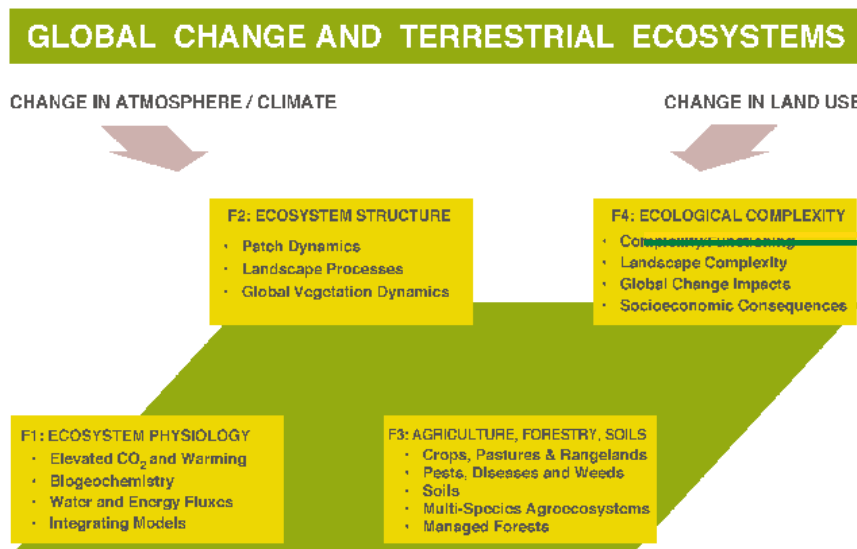 GLOBAL CHANGE AND TERRESTRIAL ECOSYSTEMS
CHANGE IN ATMOSPHERE / CLIMATE
CHANGE IN LAND USE
F2: ECOSYSTEM STRUCTURE
· Patch Dynamics
· Landscape Processes
· Global Vegetation Dynamics
F4: ECOLOGICAL COMPLEXITY
· Complexity/Functioning
· Landscape Complexity
· Global Change Impacts
· Socioeconomic Consequences
F1: ECOSYSTEM PHYSIOLOGY
· Elevated CO₂ and Warming
· Biogeochemistry
· Water and Energy Fluxes
· Integrating Models
F3: AGRICULTURE, FORESTRY, SOILS
· Crops, Pastures & Rangelands
· Pests, Diseases and Weeds
· Soils
· Multi-Species Agroecosystems
· Managed Forests